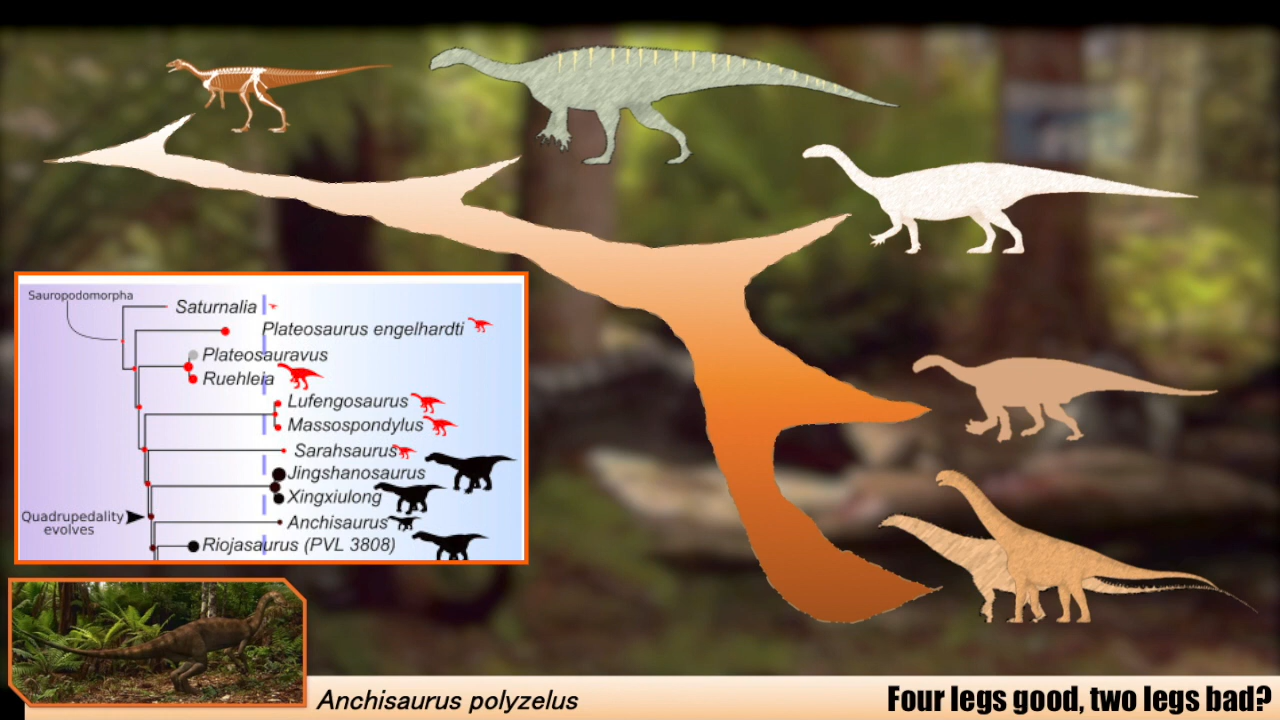 Sauropodomorpha
Saturnalia
Plateosaurus engelhardti
Plateosauravus
Ruehleia
Lufengosaurus
Massospondylus
Sarahsaurus
Jingshanosaurus
Xingxiulong
Quadrupedality
evolves
Anchisaurus
Riojasaurus (PVL 3808)
Anchisaurus polyzelus
Four legs good, two legs bad?